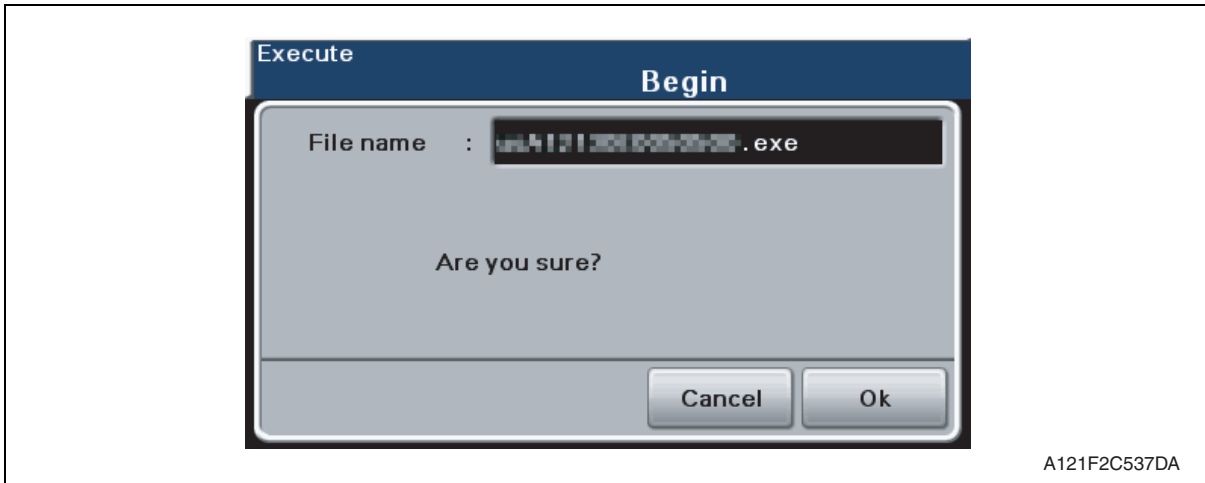 Execute
Begin
File name : .exe
Are you sure?
Cancel Ok
A121F2C537DA